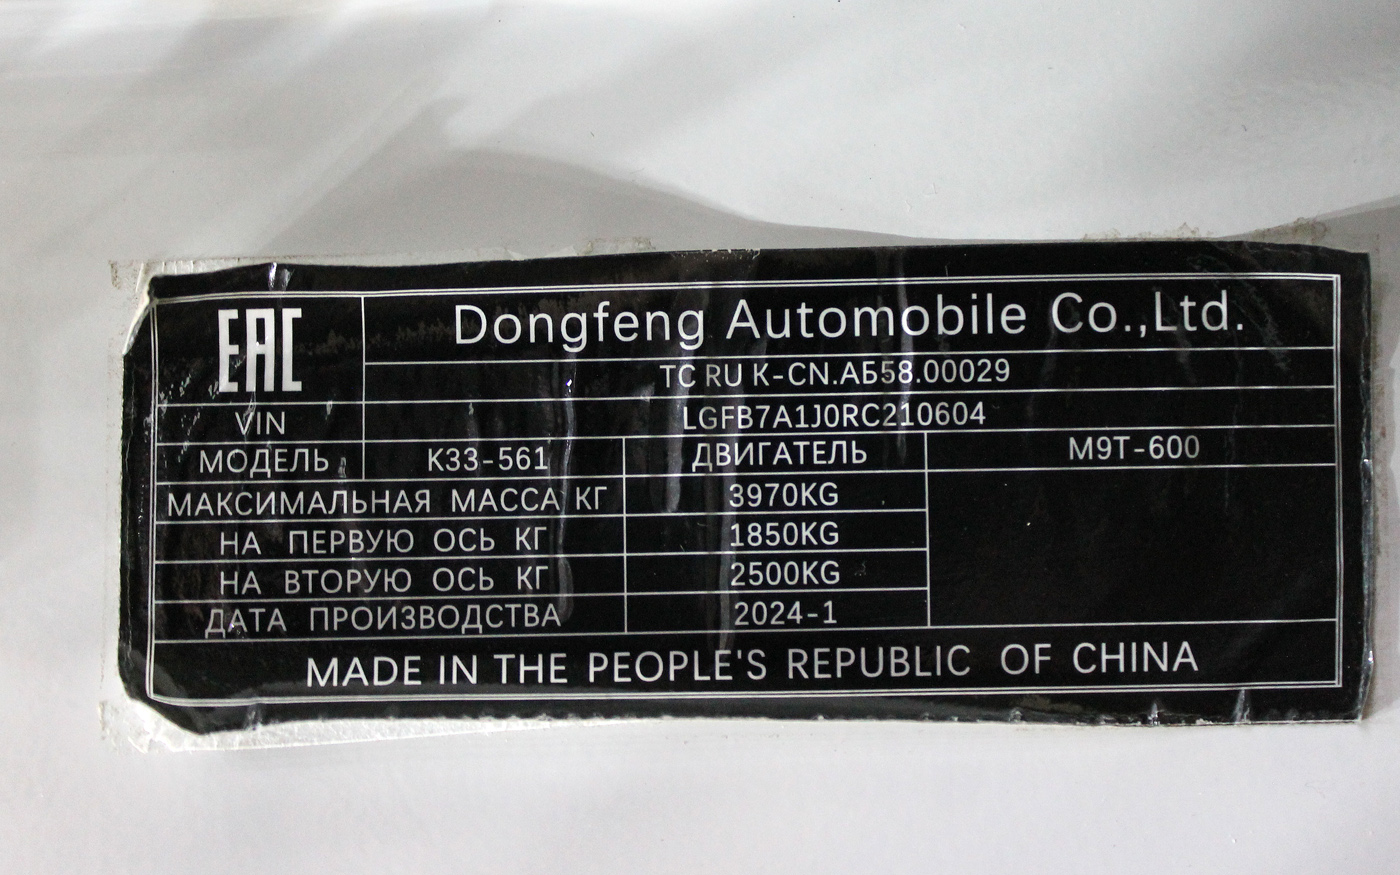 EAC
Dongfeng Automobile Co.,Ltd.
TC RU K-CN.АБ58.00029
VIN LGFB7A1J0RC210604
МОДЕЛЬ K33-561 ДВИГАТЕЛЬ M9T-600
МАКСИМАЛЬНАЯ МАССА КГ 3970KG
НА ПЕРВУЮ ОСЬ КГ 1850KG
НА ВТОРУЮ ОСЬ КГ 2500KG
ДАТА ПРОИЗВОДСТВА 2024-1
MADE IN THE PEOPLE'S REPUBLIC OF CHINA